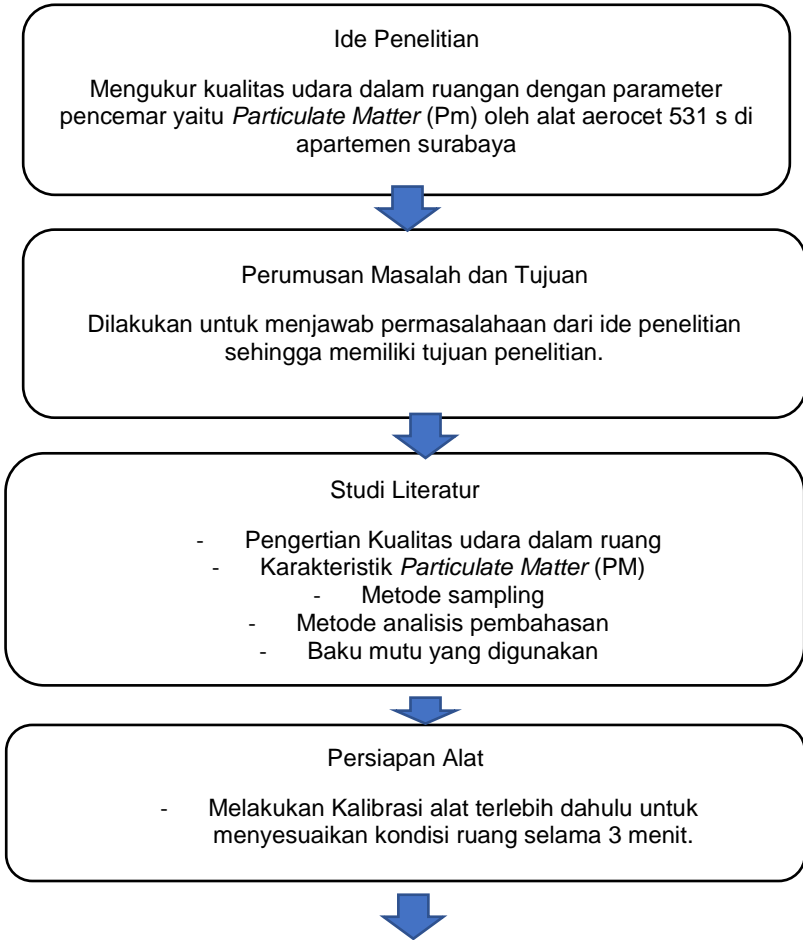 Ide Penelitian
Mengukur kualitas udara dalam ruangan dengan parameter
pencemar yaitu Particulate Matter (Pm) oleh alat aerocet 531 s di
apartemen surabaya
Perumusan Masalah dan Tujuan
Dilakukan untuk menjawab permasalahaan dari ide penelitian
sehingga memiliki tujuan penelitian.
Studi Literatur
- Pengertian Kualitas udara dalam ruang
- Karakteristik Particulate Matter (PM)
- Metode sampling
- Metode analisis pembahasan
- Baku mutu yang digunakan
Persiapan Alat
- Melakukan Kalibrasi alat terlebih dahulu untuk
menyesuaikan kondisi ruang selama 3 menit.